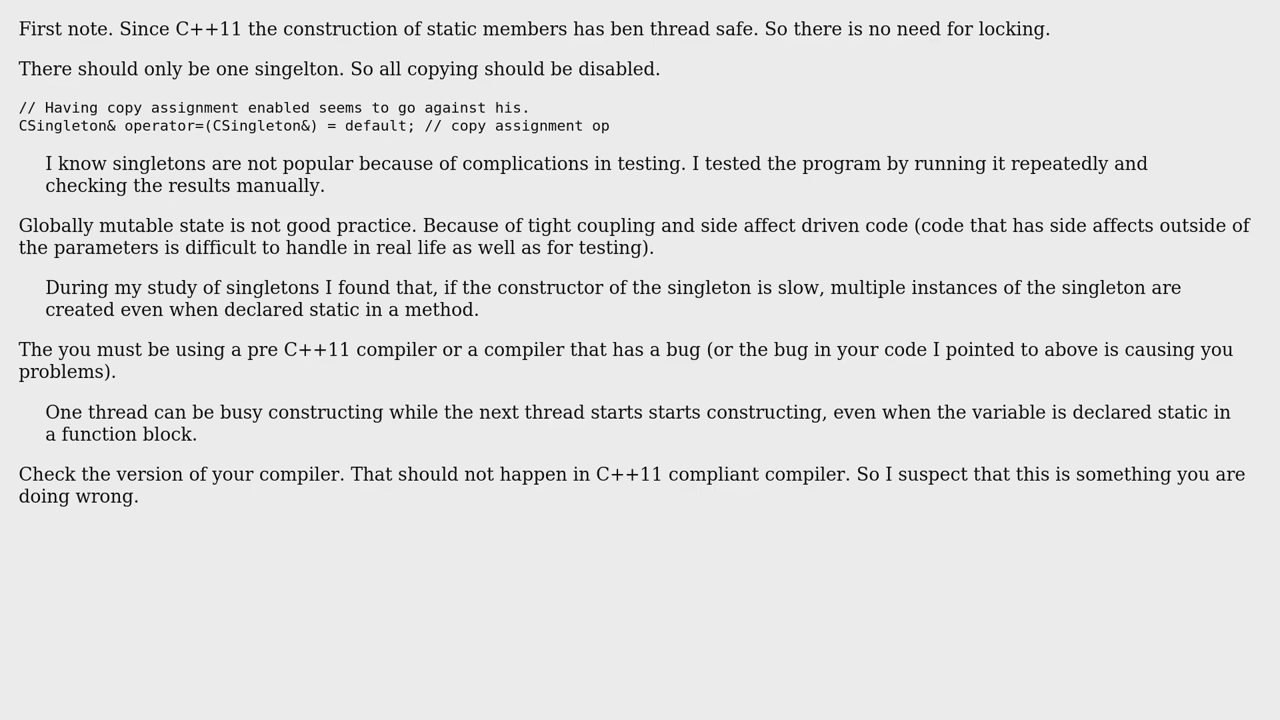 First note. Since C++11 the construction of static members has ben thread safe. So there is no need for locking.
There should only be one singelton. So all copying should be disabled.
// Having copy assignment enabled seems to go against his.
CSingleton& operator=(CSingleton&) = default; // copy assignment op
I know singletons are not popular because of complications in testing. I tested the program by running it repeatedly and
checking the results manually.
Globally mutable state is not good practice. Because of tight coupling and side affect driven code (code that has side affects outside of
the parameters is difficult to handle in real life as well as for testing).
During my study of singletons I found that, if the constructor of the singleton is slow, multiple instances of the singleton are
created even when declared static in a method.
The you must be using a pre C++11 compiler or a compiler that has a bug (or the bug in your code I pointed to above is causing you
problems).
One thread can be busy constructing while the next thread starts starts constructing, even when the variable is declared static in
a function block.
Check the version of your compiler. That should not happen in C++11 compliant compiler. So I suspect that this is something you are
doing wrong.